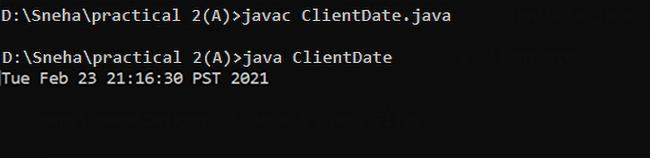 D:\Sneha\practical 2(A)>javac ClientDate.java
D:\Sneha\practical 2(A)>java ClientDate
Tue Feb 23 21:16:30 PST 2021